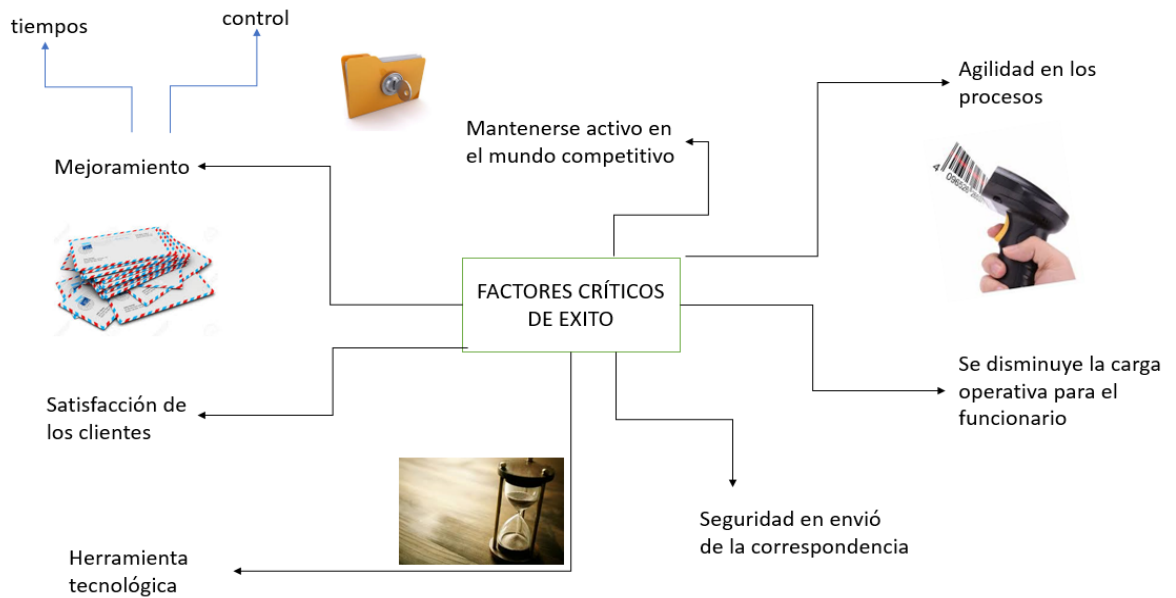 tiempos
control
Agilidad en los
procesos
Mantenerse activo en
el mundo competitivo
Mejoramiento
FACTORES CRÍTICOS
DE EXITO
Se disminuye la carga
operativa para el
funcionario
Satisfacción de
los clientes
Seguridad en envió
de la correspondencia
Herramienta
tecnológica